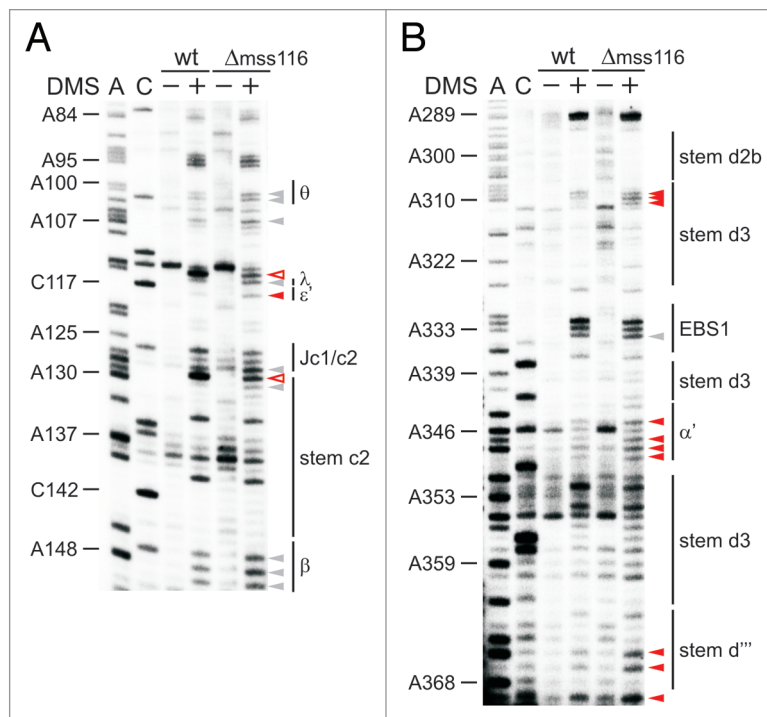 A
wt Δmss116
DMS A C − + − +
A84
A95
A100
θ
A107
C117
λ
ε'
A125
Jc1/c2
A130
A137
stem c2
C142
A148
β
B
wt Δmss116
DMS A C − + − +
A289
A300
stem d2b
A310
stem d3
A322
A333
EBS1
A339
stem d3
A346
α'
A353
stem d3
A359
stem d'''
A368